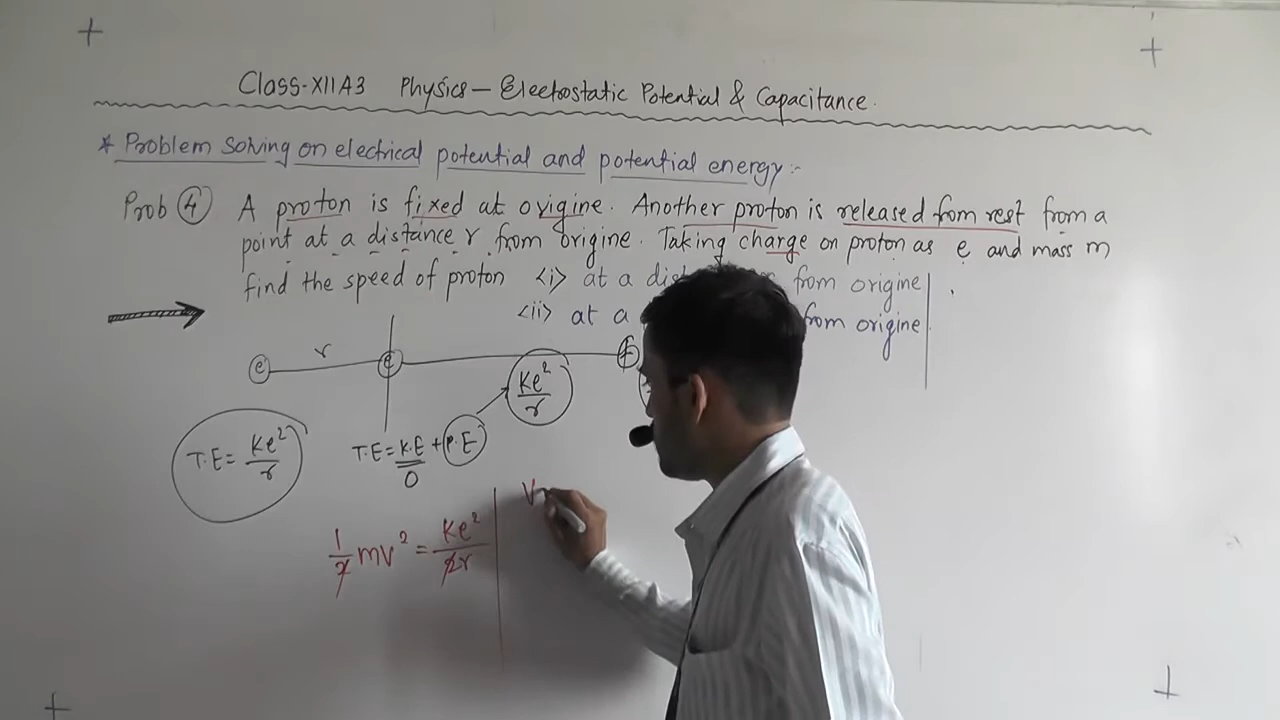 Class-XII A3 Physics - Electrostatic Potential & Capacitance.
* Problem solving on electrical potential and potential energy:-
Prob 4 A proton is fixed at origine. Another proton is released from rest from a
point at a distance r from origine. Taking charge on proton as e and mass m
find the speed of proton <i> at a from origine
<ii> at a from origine
e r e
Ke²/r
T.E = Ke²/r
T.E = K.E + P.E
0
1/2 mv² = Ke²/2r
V